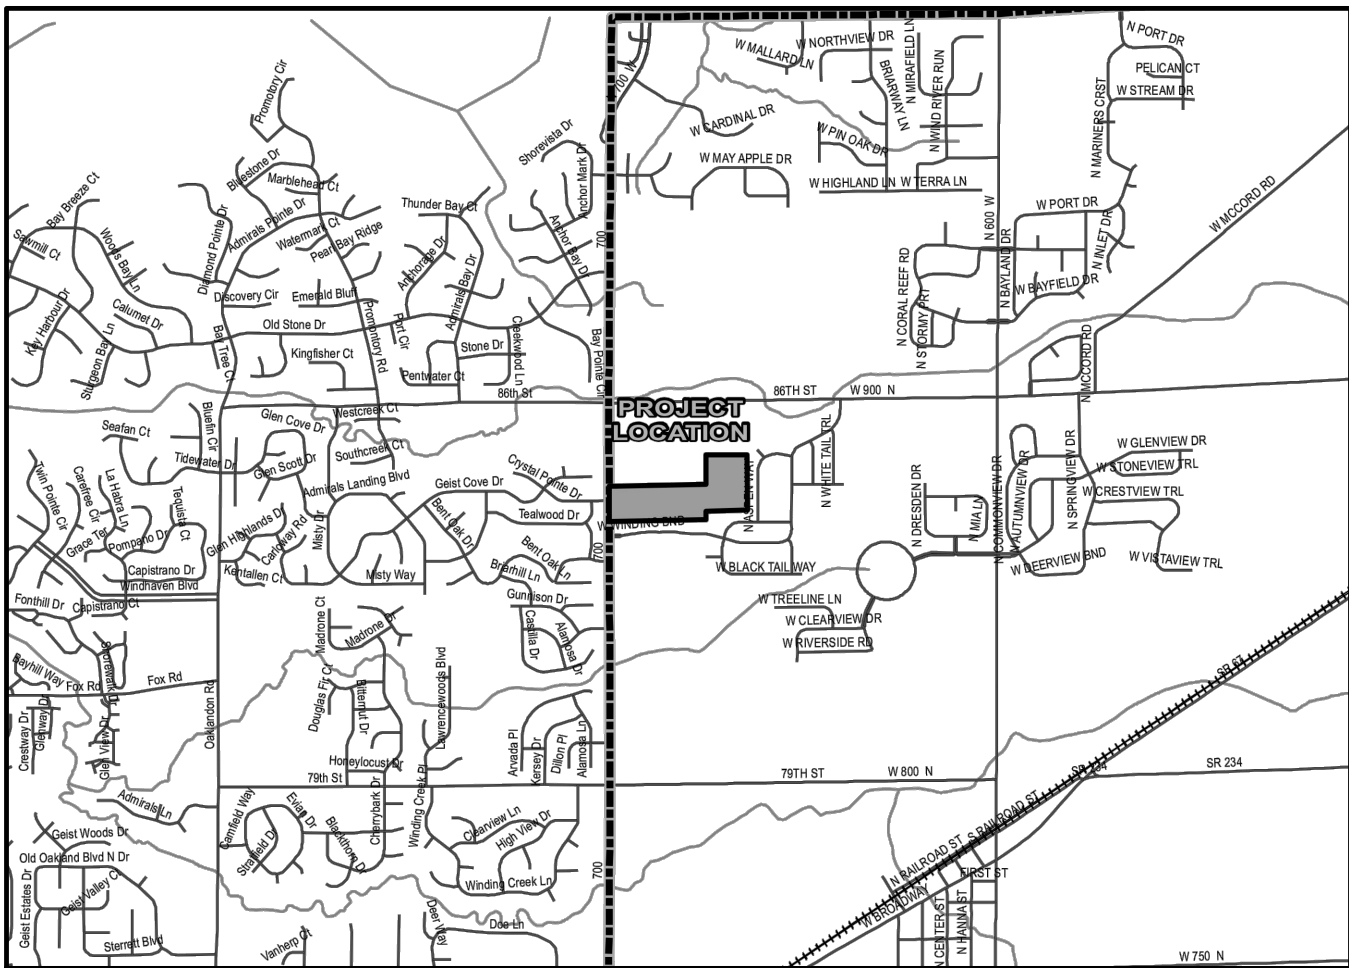 N PORT DR
W NORTHVIEW DR
W MALLARD LN
PELICAN CT
W STREAM DR
BRIARWAY LN
N MIRAFIELD LN
N WIND RIVER RUN
N MARINERS CRST
700 W
W CARDINAL DR
W PIN OAK DR
W MAY APPLE DR
W HIGHLAND LN
W TERRA LN
Promotory Cir
Shorevista Dr
Anchor Mark Dr
Bluestone Dr
Marblehead Ct
Bay Breeze Ct
Sawmill Ct
Woods Bay Ln
Diamond Pointe Dr
Admirals Pointe Dr
Watermark Ct
Pearl Bay Ridge
Thunder Bay Ct
Anchorage Dr
Admirals Bay Dr
Anchor Bay Dr
700
N 600 W
W PORT DR
N INLET DR
W MCCORD RD
N CORAL REEF RD
N STORMY PRT
N BAYLAND DR
W BAYFIELD DR
N MCCORD RD
Key Harbour Dr
Calumet Dr
Sturgeon Bay Ln
Discovery Cir
Emerald Bluff
Old Stone Dr
Bay Tree Ct
Kingfisher Ct
Promontory Rd
Port Cir
Stone Dr
Creekwood Ln
Pentwater Ct
Bay Pointe Cir
86th St
86TH ST
W 900 N
PROJECT
LOCATION
Seafan Ct
Bluefin Cir
Glen Cove Dr
Westcreek Ct
Southcreek Ct
Tidewater Dr
Glen Scott Dr
Admirals Landing Blvd
Geist Cove Dr
Crystal Pointe Dr
Tealwood Dr
Twin Pointe Cir
Carefree Cir
La Habra Ln
Tequista Ct
Grace Ter
Pompano Dr
Capistrano Dr
Windhaven Blvd
Glen Highlands Dr
Carloway Rd
Misty Dr
Kentallen Ct
Misty Way
Bent Oak Dr
Bent Oak Ln
Briarhill Ln
W WINDING BND
N ASPEN WAY
N WHITE TAIL TRL
W BLACK TAIL WAY
700
N DRESDEN DR
N MIA LN
N COMMONVIEW DR
N AUTUMNVIEW DR
N SPRINGVIEW DR
W GLENVIEW DR
W STONEVIEW TRL
W CRESTVIEW TRL
W DEERVIEW BND
W VISTAVIEW TRL
W TREELINE LN
W CLEARVIEW DR
W RIVERSIDE RD
Fonthill Dr
Capistrano Ct
Gunnison Dr
Castilla Dr
Alamosa Dr
Madrone Ct
Madrone Dr
Bayhill Way
Fox Rd
Fox Rd
Shorewalk Dr
Oaklandon Rd
Douglas Fir Ct
Bitternut Dr
Lawrencewoods Blvd
Crestway Dr
Glenway Dr
Glen View Dr
Honeylocust Dr
Arvada Pl
Kersey Dr
Dillon Pl
Alamosa Ln
SR 67
SR 234
SR 234
79th St
79TH ST
W 800 N
Admirals Ln
Carnfield Way
Evian Dr
Stratfield Dr
Blackthorn Dr
Cherrybark Dr
Winding Creek Pl
Clearview Ln
High View Dr
Winding Creek Ln
Geist Woods Dr
Old Oakland Blvd N Dr
Geist Estates Dr
Geist Valley Ct
Sterrett Blvd
Vanherp Ct
Deer Way
Doe Ln
700
N RAILROAD ST
S RAILROAD ST
W BROADWAY
FIRST ST
N CENTER ST
N HANNA ST
W 750 N